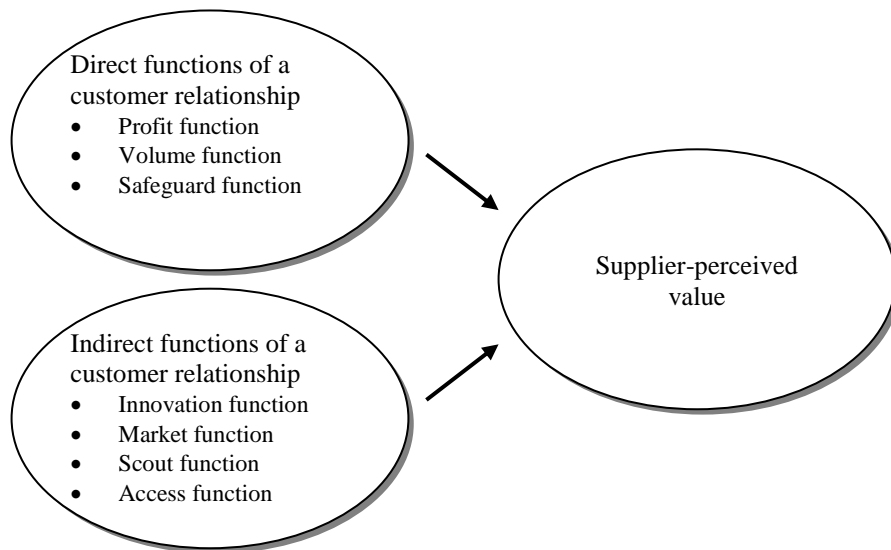 Direct functions of a
customer relationship
• Profit function
• Volume function
• Safeguard function
Supplier-perceived
value
Indirect functions of a
customer relationship
• Innovation function
• Market function
• Scout function
• Access function